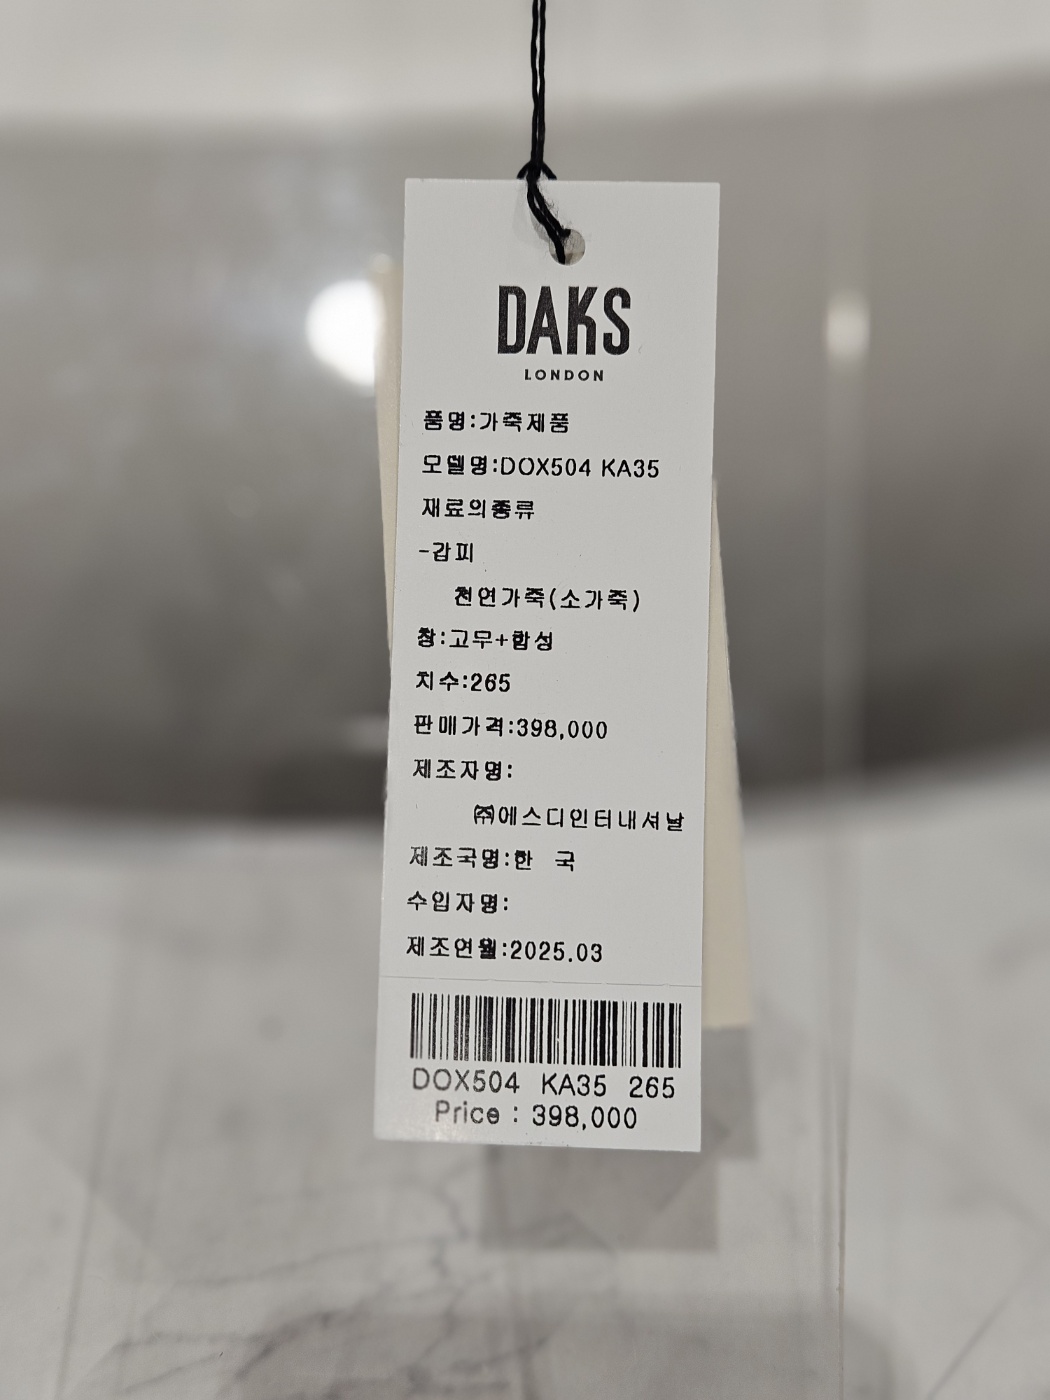 DAKS
LONDON
품명:가죽제품
모델명:DOX504 KA35
재료의종류
-갑피
천연가죽(소가죽)
창:고무+합성
치수:265
판매가격:398,000
제조자명:
㈜에스디인터내셔날
제조국명:한 국
수입자명:
제조연월:2025.03
DOX504 KA35 265
Price : 398,000